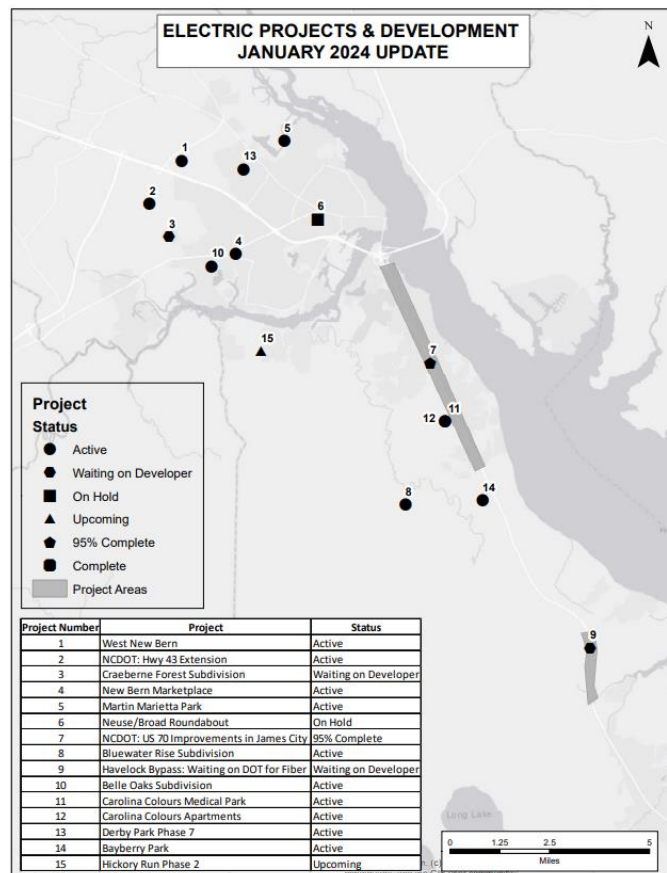 ELECTRIC PROJECTS & DEVELOPMENT
JANUARY 2024 UPDATE
N
5
1
13
2
6
3
4
10
15
7
11
12
8
14
9
Project
Status
Active
Waiting on Developer
On Hold
Upcoming
95% Complete
Complete
Project Areas
Project Number Project Status
1 West New Bern Active
2 NCDOT: Hwy 43 Extension Active
3 Craeberne Forest Subdivision Waiting on Developer
4 New Bern Marketplace Active
5 Martin Marietta Park Active
6 Neuse/Broad Roundabout On Hold
7 NCDOT: US 70 Improvements in James City 95% Complete
8 Bluewater Rise Subdivision Active
9 Havelock Bypass: Waiting on DOT for Fiber Waiting on Developer
10 Belle Oaks Subdivision Active
11 Carolina Colours Medical Park Active
12 Carolina Colours Apartments Active
13 Derby Park Phase 7 Active
14 Bayberry Park Active
15 Hickory Run Phase 2 Upcoming
Long Lake
0 1.25 2.5 5
Miles